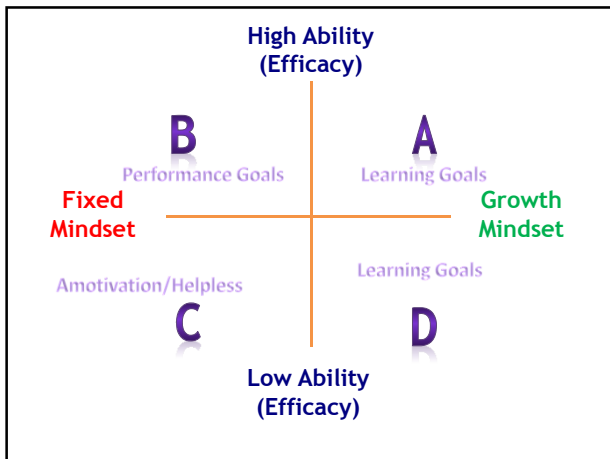 High Ability
(Efficacy)
B
A
Performance Goals
Learning Goals
Fixed
Mindset
Growth
Mindset
Learning Goals
Amotivation/Helpless
C
D
Low Ability
(Efficacy)